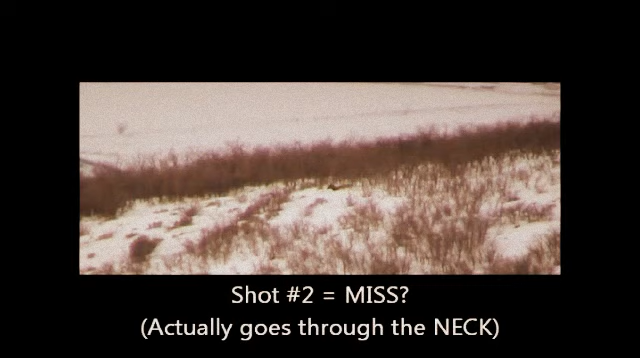 Shot #2 = MISS?
(Actually goes through the NECK)